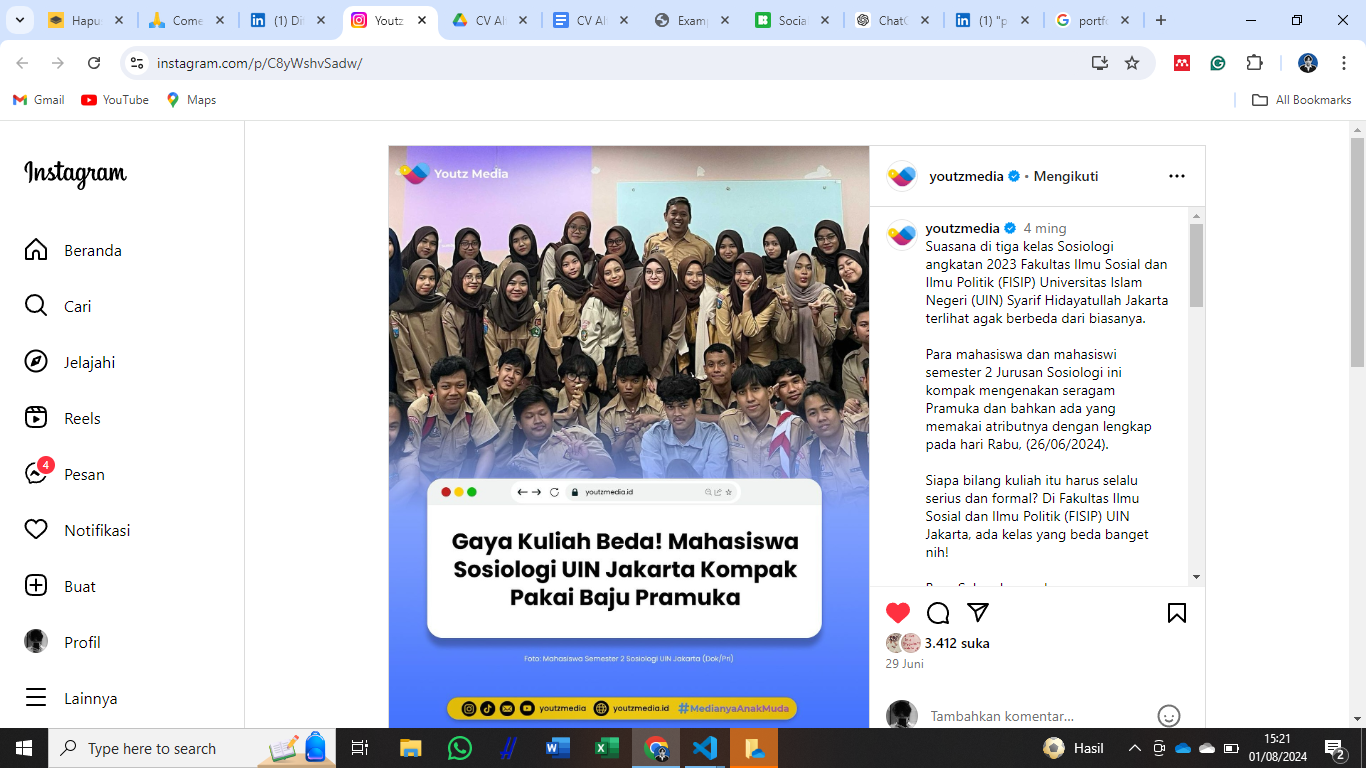 Hapus
Come
(1) Di
Youtz
CV Al
CV Al
Exam
Socia
ChatG
(1) "p
portfo
instagram.com/p/C8yWshvSadw/
Gmail
YouTube
Maps
All Bookmarks
Instagram
Beranda
Cari
Jelajahi
Reels
4
Pesan
Notifikasi
Buat
Profil
Lainnya
Youtz Media
youtzmedia.id
Gaya Kuliah Beda! Mahasiswa
Sosiologi UIN Jakarta Kompak
Pakai Baju Pramuka
Foto: Mahasiswa Semester 2 Sosiologi UIN Jakarta (Dok/Pri)
youtzmedia youtzmedia.id #MedianyaAnakMuda
youtzmedia • Mengikuti
youtzmedia 4 ming
Suasana di tiga kelas Sosiologi
angkatan 2023 Fakultas Ilmu Sosial dan
Ilmu Politik (FISIP) Universitas Islam
Negeri (UIN) Syarif Hidayatullah Jakarta
terlihat agak berbeda dari biasanya.
Para mahasiswa dan mahasiswi
semester 2 Jurusan Sosiologi ini
kompak mengenakan seragam
Pramuka dan bahkan ada yang
memakai atributnya dengan lengkap
pada hari Rabu, (26/06/2024).
Siapa bilang kuliah itu harus selalu
serius dan formal? Di Fakultas Ilmu
Sosial dan Ilmu Politik (FISIP) UIN
Jakarta, ada kelas yang beda banget
nih!
3.412 suka
29 Juni
Tambahkan komentar...
Type here to search
Hasil
15:21
01/08/2024
2